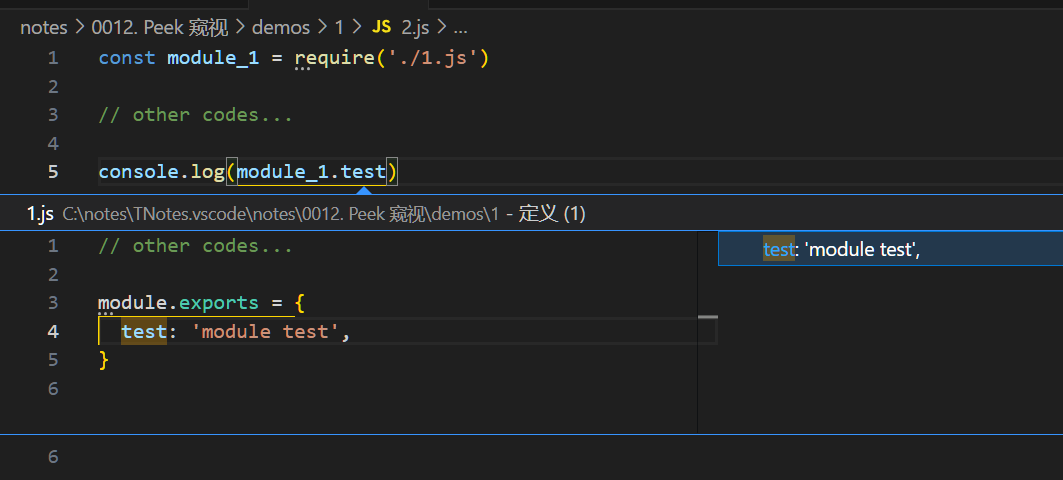 notes > 0012. Peek 窥视 > demos > 1 > JS 2.js > ...
1 const module_1 = require('./1.js')
2
3 // other codes...
4
5 console.log(module_1.test)
1.js C:\notes\TNotes.vscode\notes\0012. Peek 窥视\demos\1 - 定义 (1)
1 // other codes...
test: 'module test',
2
3 module.exports = {
4 test: 'module test',
5 }
6
6